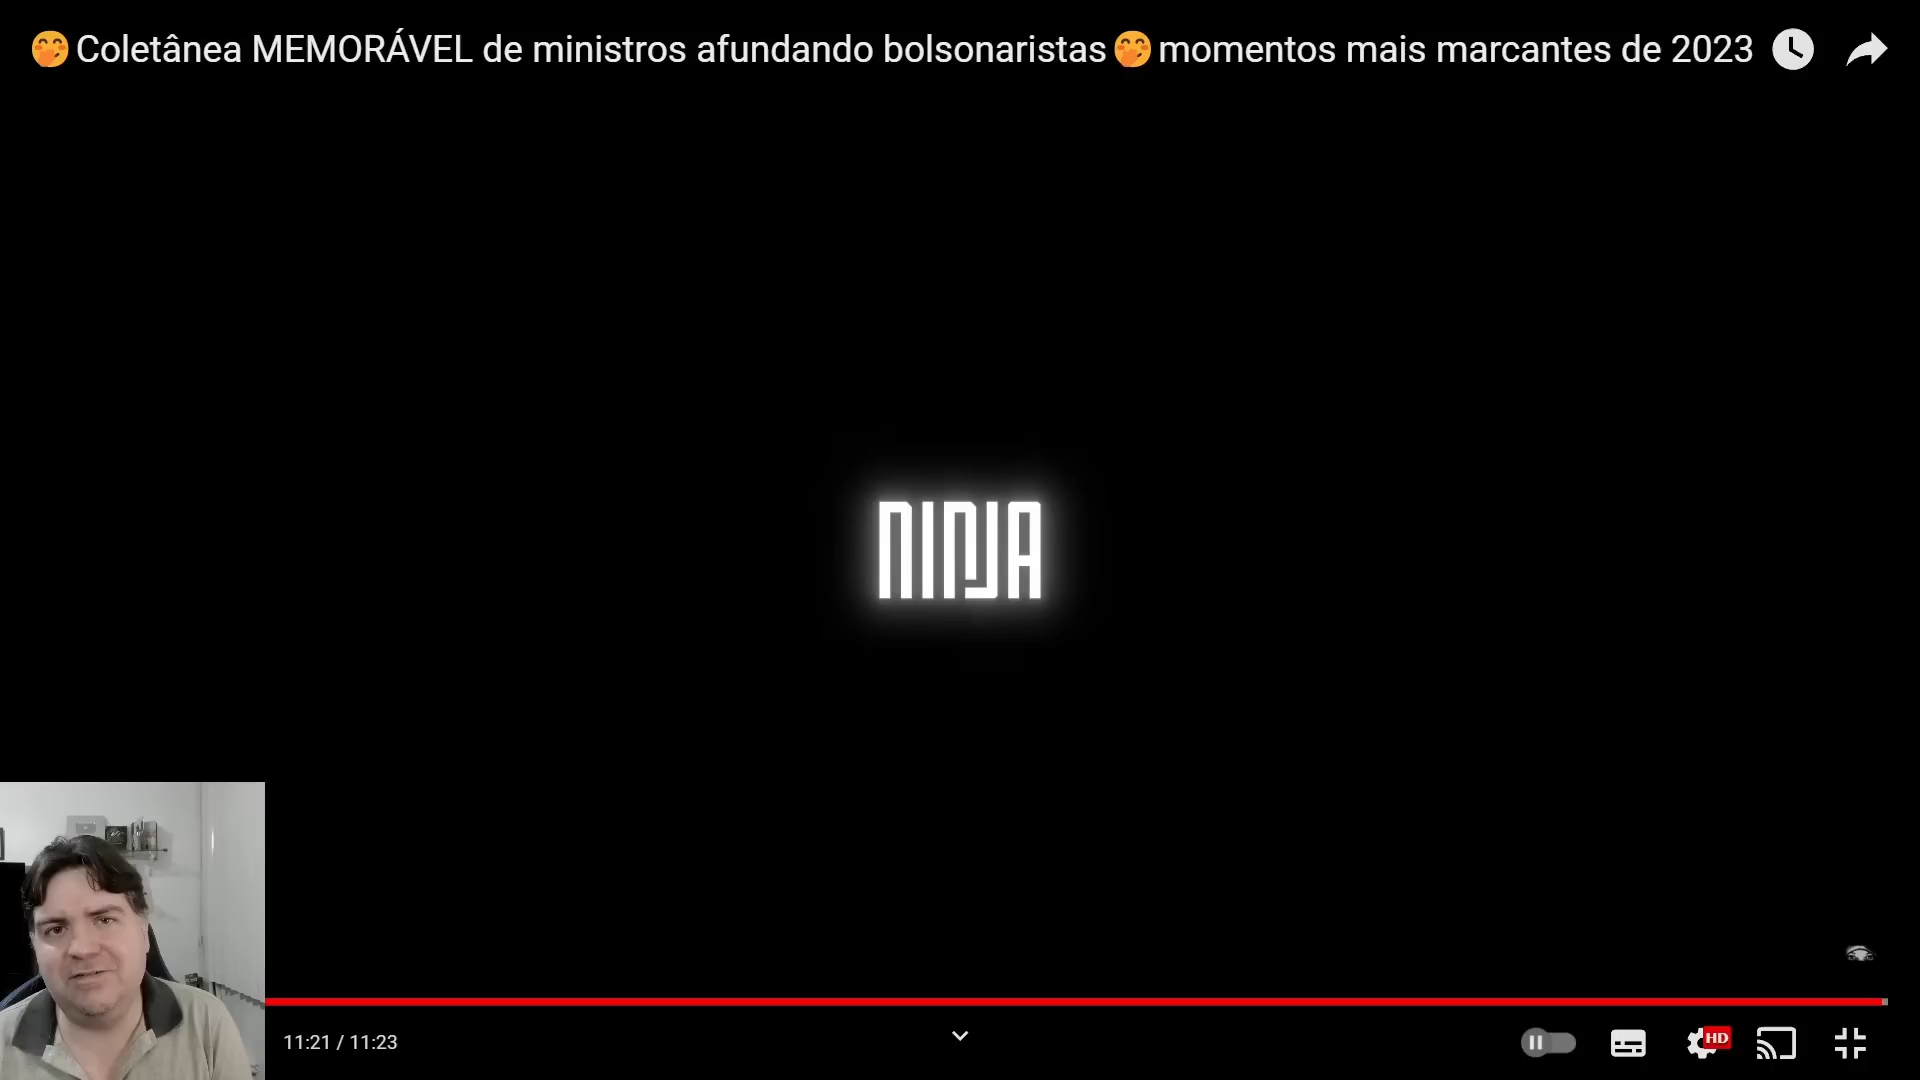 🤭Coletânea MEMORÁVEL de ministros afundando bolsonaristas🤭momentos mais marcantes de 2023
NINJA
11:21 / 11:23
HD